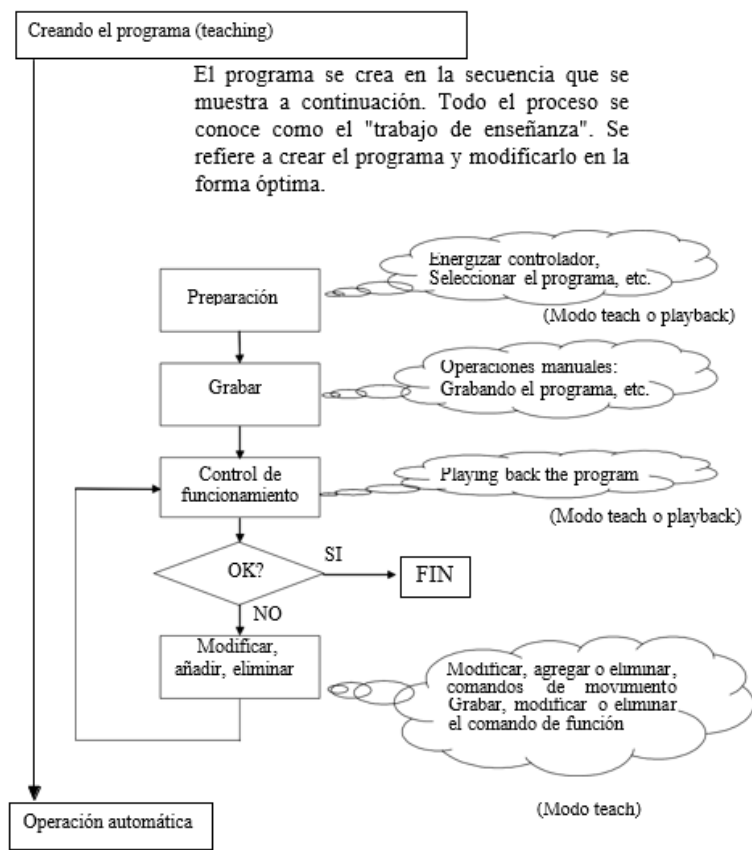 Creando el programa (teaching)
El programa se crea en la secuencia que se
muestra a continuación. Todo el proceso se
conoce como el "trabajo de enseñanza". Se
refiere a crear el programa y modificarlo en la
forma óptima.
Preparación
Energizar controlador,
Seleccionar el programa, etc.
(Modo teach o playback)
Grabar
Operaciones manuales:
Grabando el programa, etc.
Control de
funcionamiento
Playing back the program
(Modo teach o playback)
OK?
SI
FIN
NO
Modificar,
añadir, eliminar
Modificar, agregar o eliminar,
comandos de movimiento
Grabar, modificar o eliminar
el comando de función
(Modo teach)
Operación automática